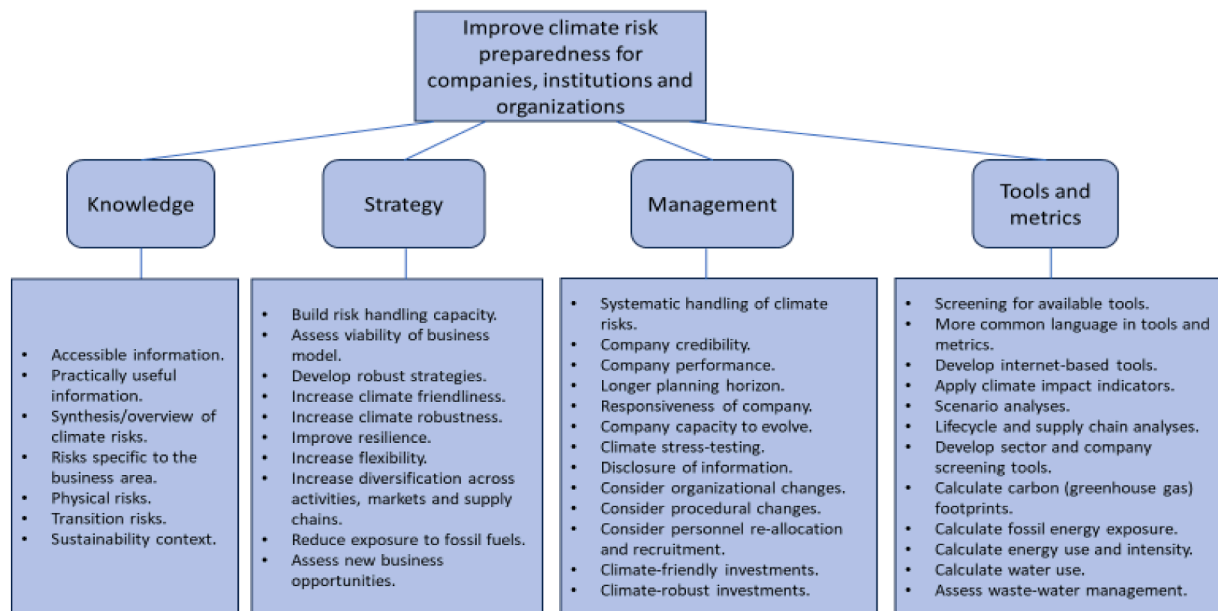 Improve climate risk
preparedness for
companies, institutions and
organizations
Knowledge
Strategy
Management
Tools and
metrics
• Accessible information.
• Practically useful
information.
• Synthesis/overview of
climate risks.
• Risks specific to the
business area.
• Physical risks.
• Transition risks.
• Sustainability context.
• Build risk handling capacity.
• Assess viability of business
model.
• Develop robust strategies.
• Increase climate friendliness.
• Increase climate robustness.
• Improve resilience.
• Increase flexibility.
• Increase diversification across
activities, markets and supply
chains.
• Reduce exposure to fossil fuels.
• Assess new business
opportunities.
• Systematic handling of climate
risks.
• Company credibility.
• Company performance.
• Longer planning horizon.
• Responsiveness of company.
• Company capacity to evolve.
• Climate stress-testing.
• Disclosure of information.
• Consider organizational changes.
• Consider procedural changes.
• Consider personnel re-allocation
and recruitment.
• Climate-friendly investments.
• Climate-robust investments.
• Screening for available tools.
• More common language in tools and
metrics.
• Develop internet-based tools.
• Apply climate impact indicators.
• Scenario analyses.
• Lifecycle and supply chain analyses.
• Develop sector and company
screening tools.
• Calculate carbon (greenhouse gas)
footprints.
• Calculate fossil energy exposure.
• Calculate energy use and intensity.
• Calculate water use.
• Assess waste-water management.